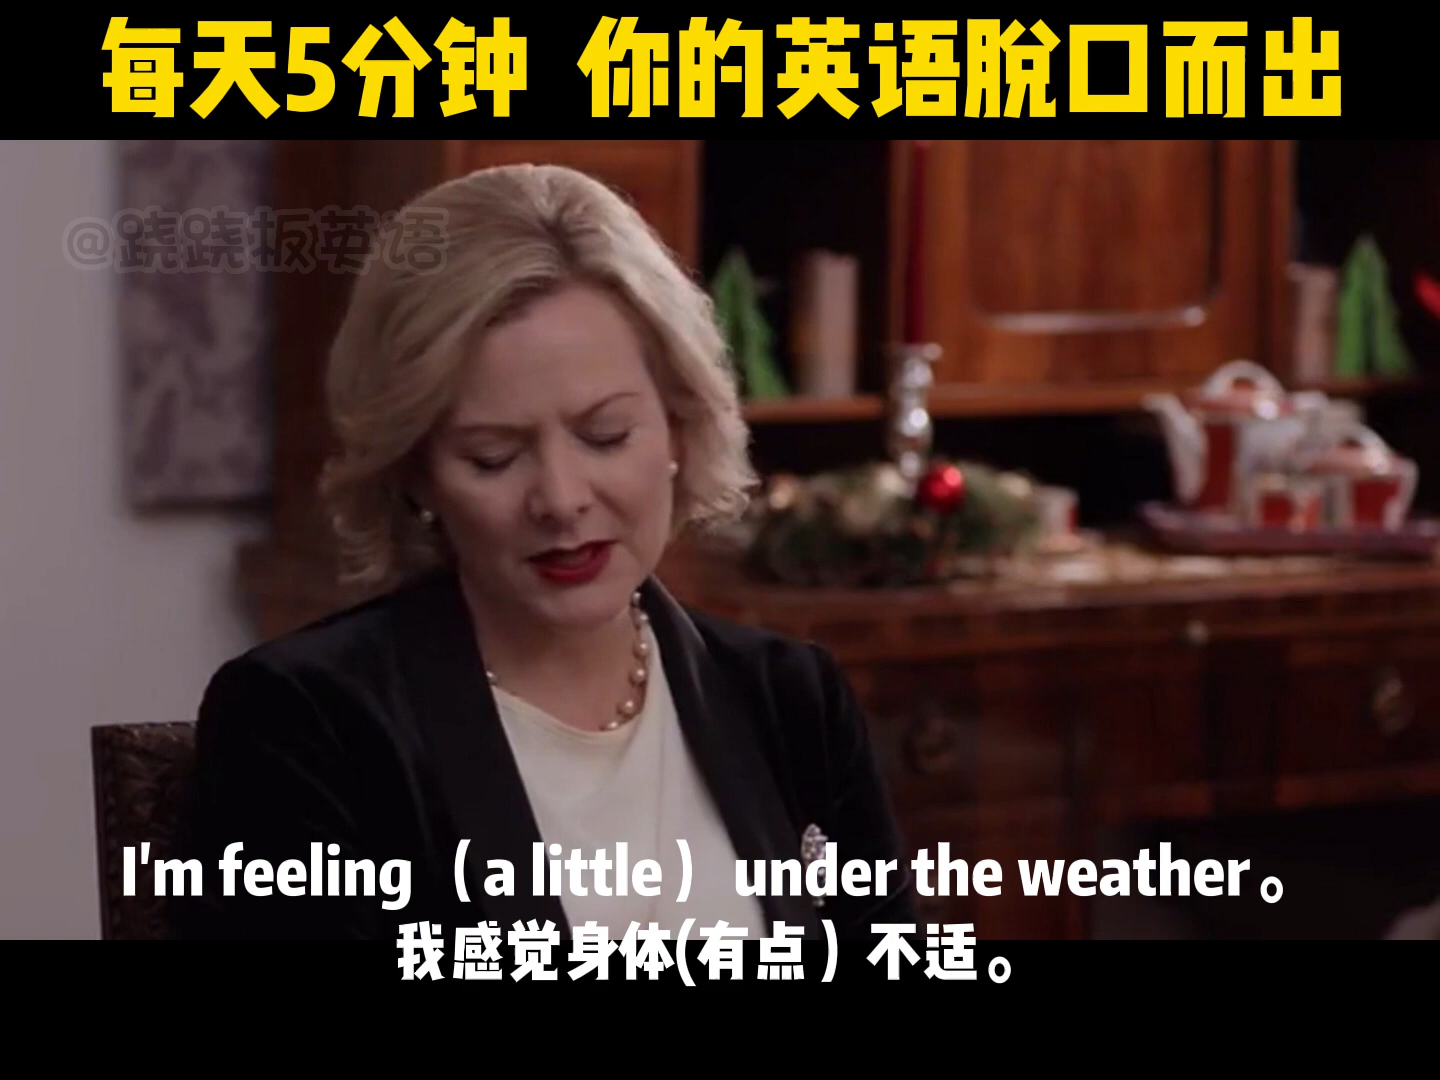 每天5分钟 你的英语脫口而出
@跷跷板英语
I'm feeling（a little） under the weather。
我感觉身体(有点）不适。